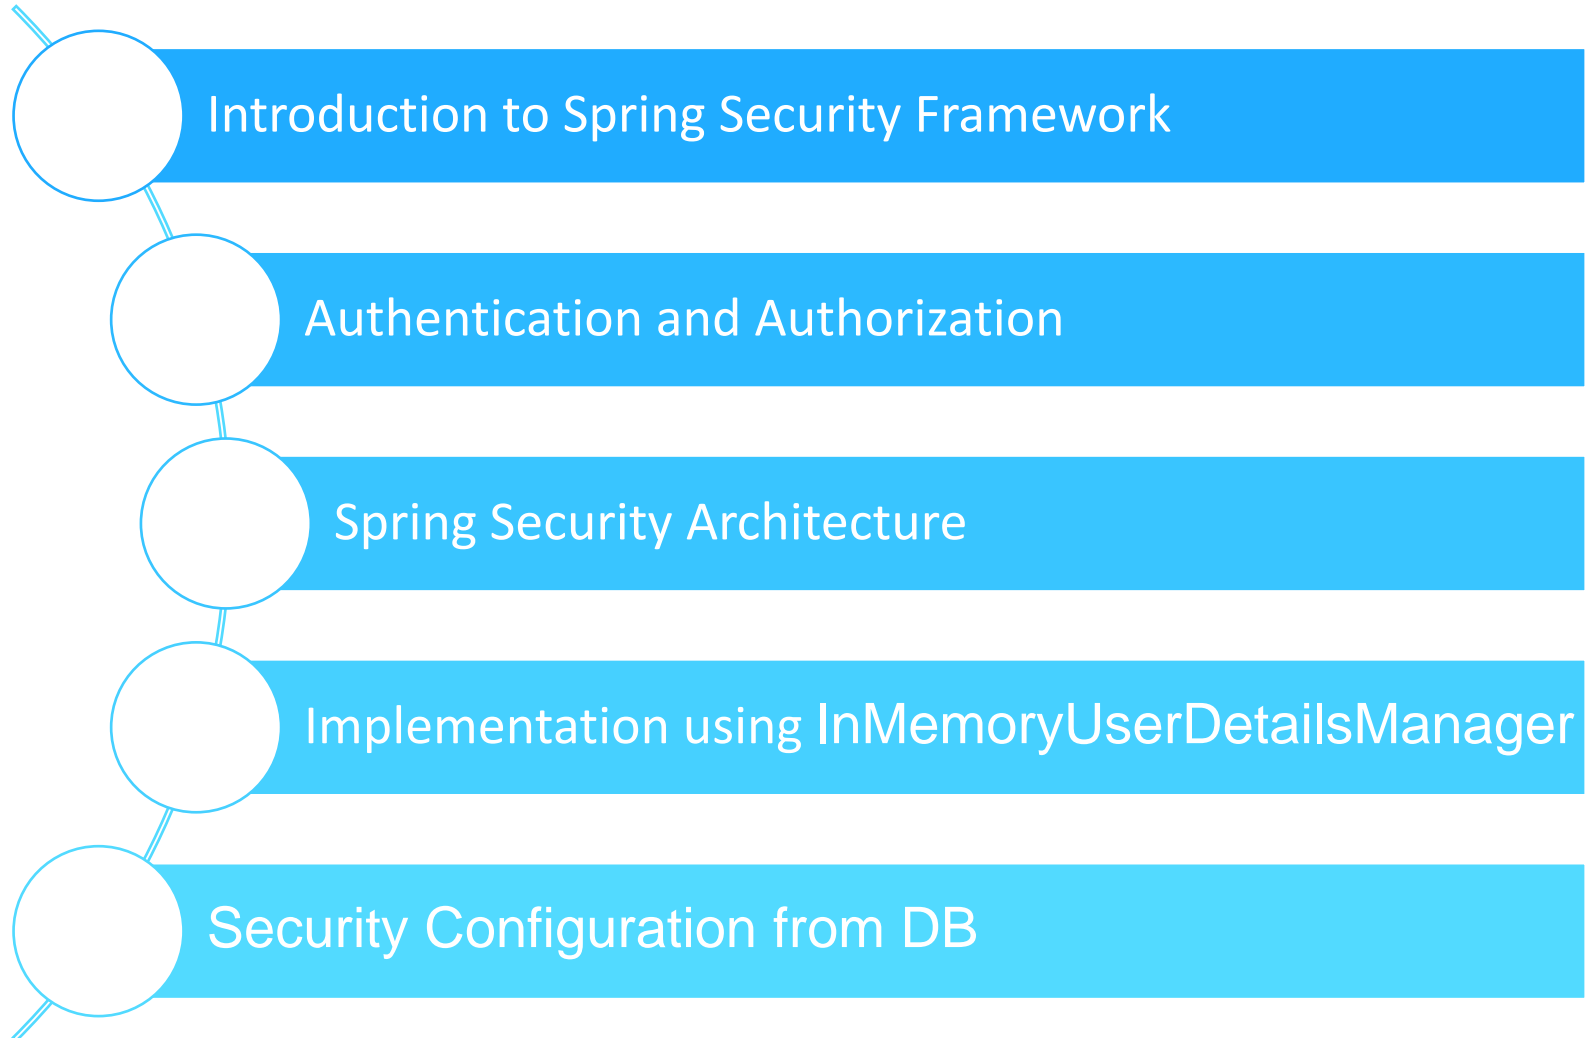 Introduction to Spring Security Framework
Authentication and Authorization
Spring Security Architecture
Implementation using InMemoryUserDetailsManager
Security Configuration from DB